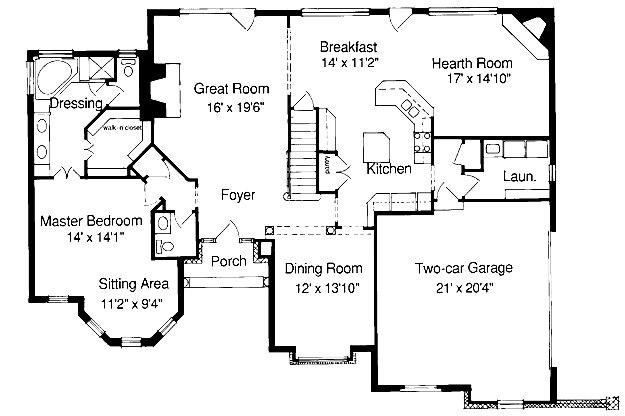 Breakfast
14' x 11'2"
Hearth Room
17' x 14'10"
Great Room
16' x 19'6"
Dressing
walk-in closet
pantry
Kitchen
Laun.
Foyer
Master Bedroom
14' x 14'1"
Porch
Sitting Area
11'2" x 9'4"
Dining Room
12' x 13'10"
Two-car Garage
21' x 20'4"